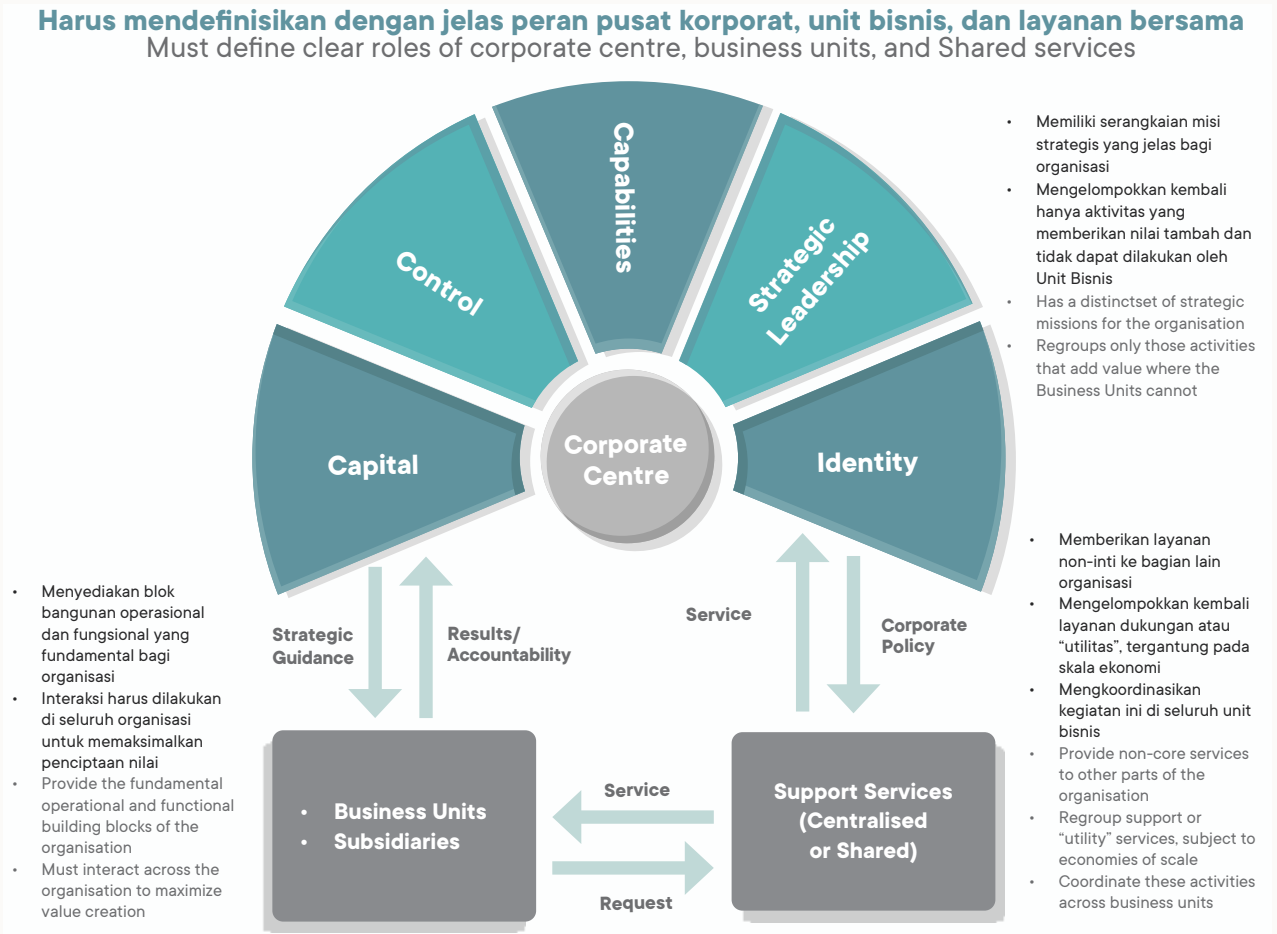 Harus mendefinisikan dengan jelas peran pusat korporat, unit bisnis, dan layanan bersama
Must define clear roles of corporate centre, business units, and Shared services
Capital
Control
Capabilities
Strategic
Leadership
Identity
Corporate
Centre
• Memiliki serangkaian misi
strategis yang jelas bagi
organisasi
• Mengelompokkan kembali
hanya aktivitas yang
memberikan nilai tambah dan
tidak dapat dilakukan oleh
Unit Bisnis
• Has a distinctset of strategic
missions for the organisation
• Regroups only those activities
that add value where the
Business Units cannot
• Menyediakan blok
bangunan operasional
dan fungsional yang
fundamental bagi
organisasi
• Interaksi harus dilakukan
di seluruh organisasi
untuk memaksimalkan
penciptaan nilai
• Provide the fundamental
operational and functional
building blocks of the
organisation
• Must interact across the
organisation to maximize
value creation
Strategic
Guidance
Results/
Accountability
Service
Corporate
Policy
• Business Units
• Subsidiaries
Service
Request
Support Services
(Centralised
or Shared)
• Memberikan layanan
non-inti ke bagian lain
organisasi
• Mengelompokkan kembali
layanan dukungan atau
“utilitas”, tergantung pada
skala ekonomi
• Mengkoordinasikan
kegiatan ini di seluruh unit
bisnis
• Provide non-core services
to other parts of the
organisation
• Regroup support or
“utility” services, subject to
economies of scale
• Coordinate these activities
across business units